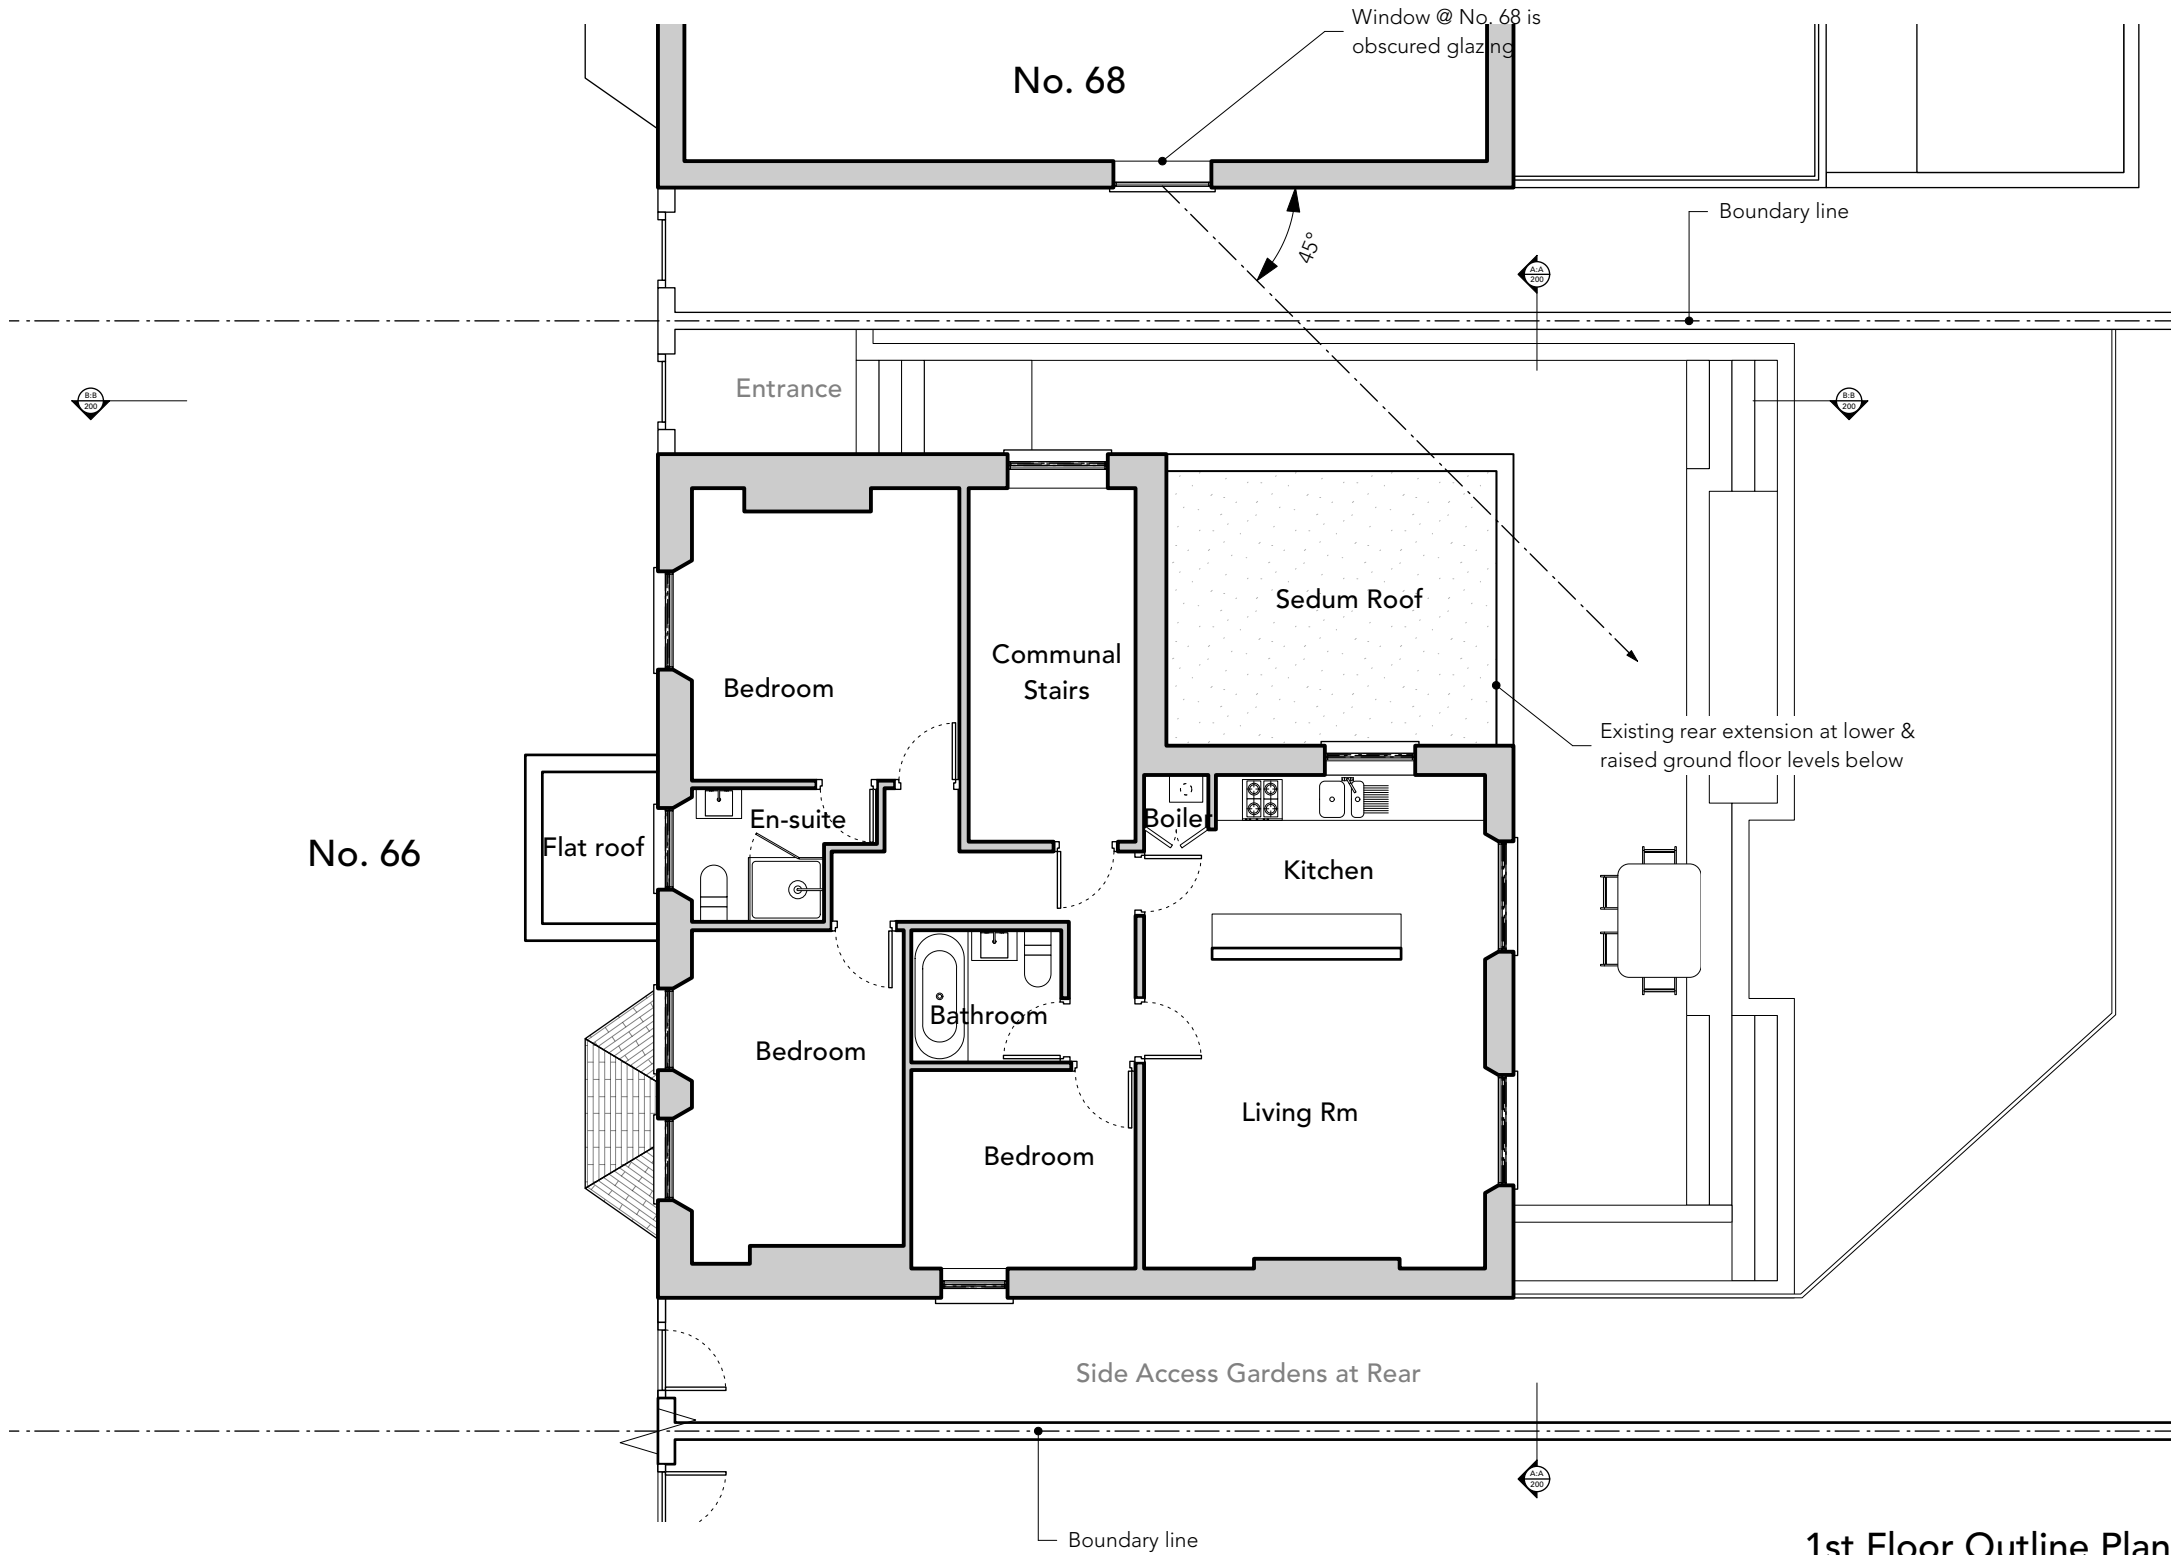 Window @ No. 68 is
obscured glazing
No. 68
Boundary line
45°
A:A
200
Entrance
B:B
200
B:B
200
Sedum Roof
Communal
Stairs
Bedroom
Existing rear extension at lower &
raised ground floor levels below
En-suite
Boiler
Flat roof
No. 66
Kitchen
Bathroom
Bedroom
Living Rm
Bedroom
Side Access Gardens at Rear
A:A
200
Boundary line
1st Floor Outline Plan